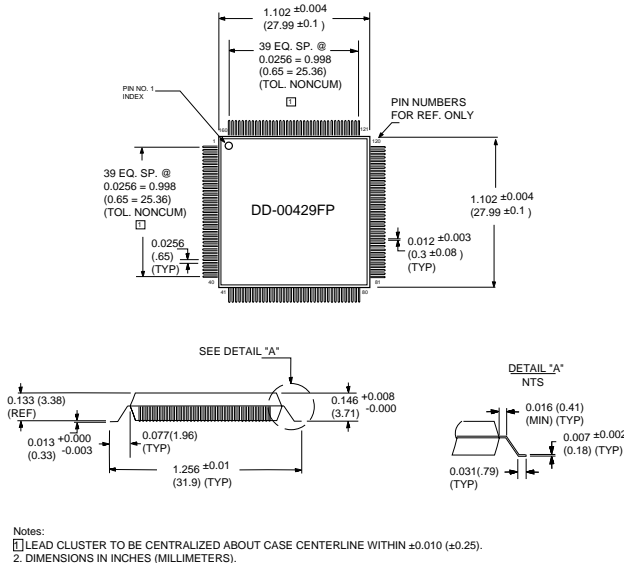 1.102 ±0.004
(27.99 ±0.1 )
39 EQ. SP. @
0.0256 = 0.998
(0.65 = 25.36)
(TOL. NONCUM)
1
PIN NO. 1
INDEX
PIN NUMBERS
FOR REF. ONLY
160
121
1
120
39 EQ. SP. @
0.0256 = 0.998
(0.65 = 25.36)
(TOL. NONCUM)
1
DD-00429FP
1.102 ±0.004
(27.99 ±0.1 )
0.012 ±0.003
(0.3 ±0.08 )
(TYP)
0.0256
(.65)
(TYP)
40
81
41
80
SEE DETAIL "A"
0.133 (3.38)
(REF)
0.146 +0.008 -0.000
(3.71)
0.013 +0.000 -0.003
(0.33)
0.077(1.96)
(TYP)
1.256 ±0.01
(31.9) (TYP)
DETAIL "A"
NTS
0.016 (0.41)
(MIN) (TYP)
0.007 ±0.002
(0.18) (TYP)
0.031(.79)
(TYP)
Notes:
1 LEAD CLUSTER TO BE CENTRALIZED ABOUT CASE CENTERLINE WITHIN ±0.010 (±0.25).
2. DIMENSIONS IN INCHES (MILLIMETERS).